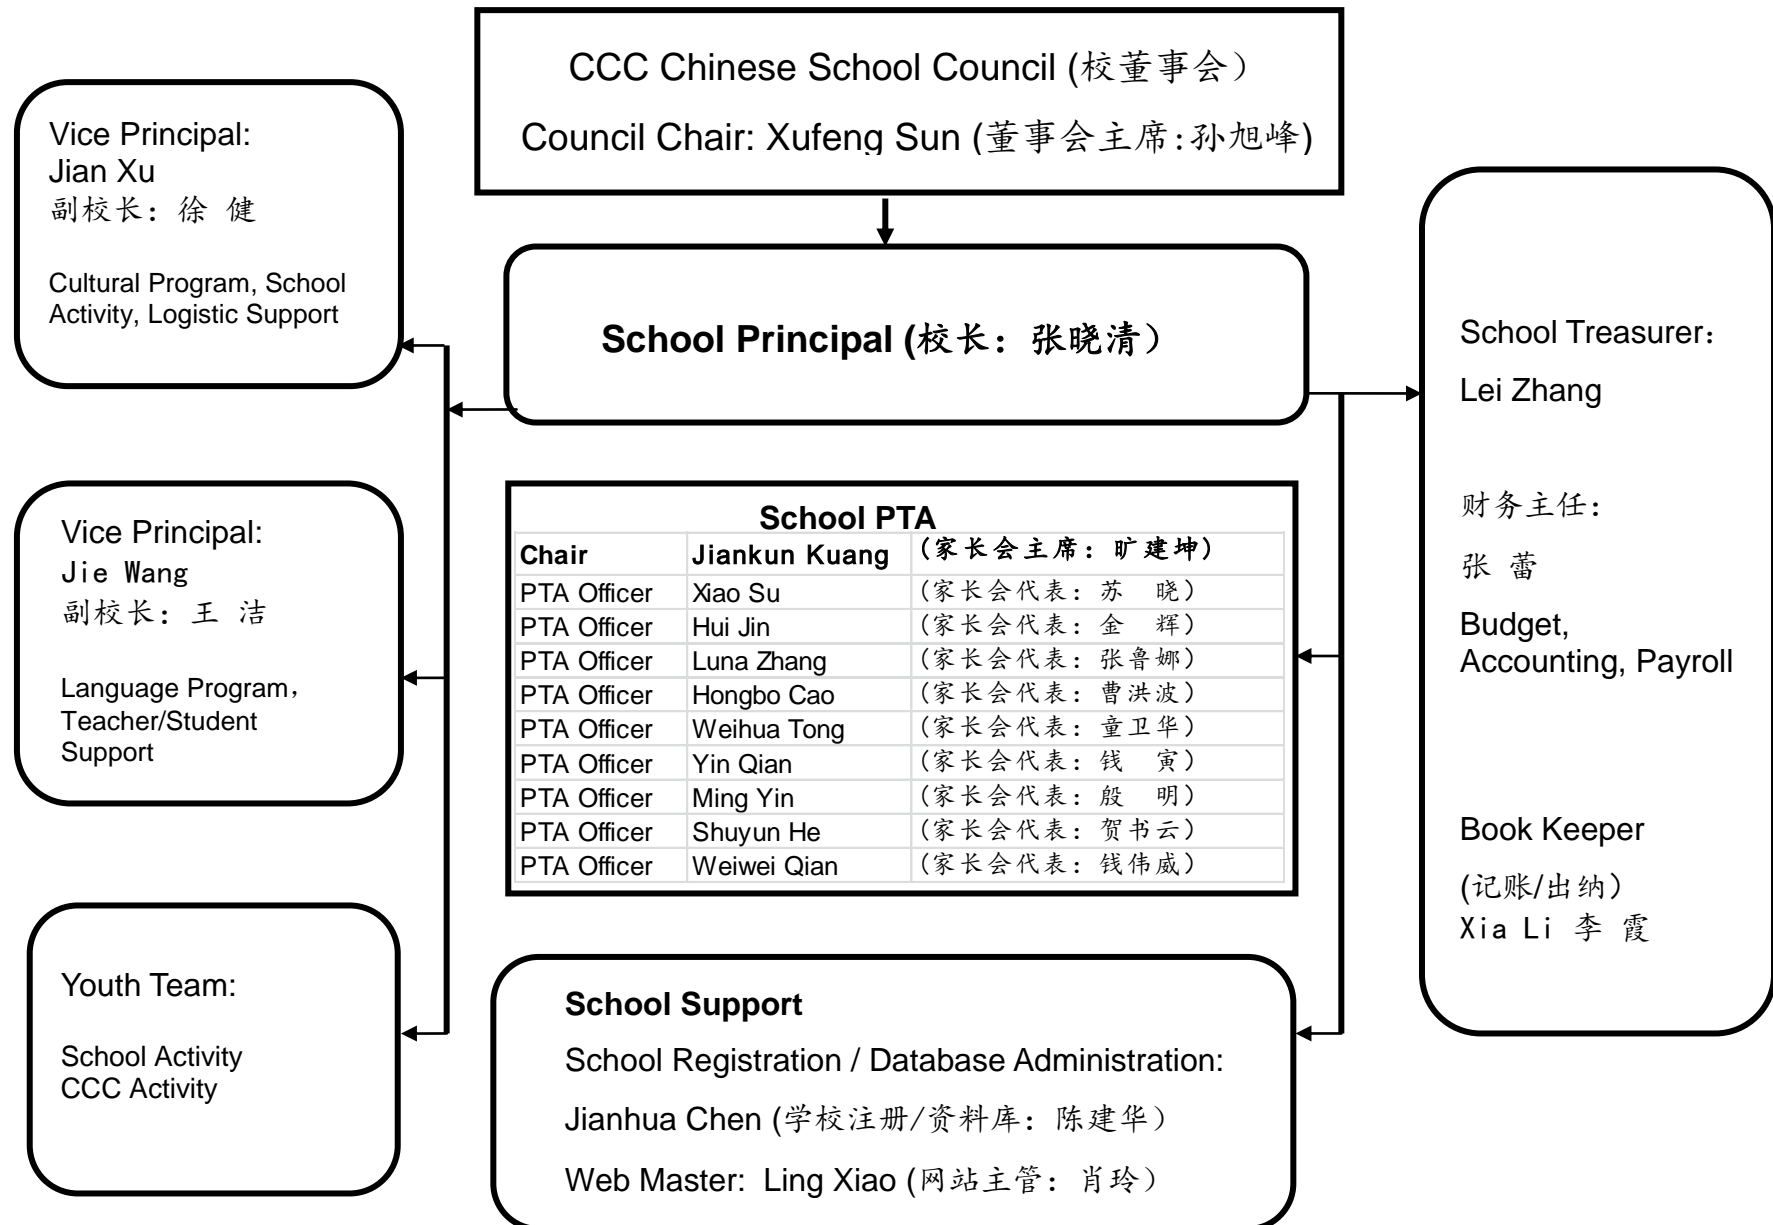 CCC Chinese School Council (校董事会）
Council Chair: Xufeng Sun (董事会主席:孙旭峰)
Vice Principal:
Jian Xu
副校长：徐 健
Cultural Program, School
Activity, Logistic Support
School Principal (校长：张晓清）
Vice Principal:
Jie Wang
副校长：王 洁
Language Program，
Teacher/Student
Support
Youth Team:
School Activity
CCC Activity
School PTA
Chair Jiankun Kuang (家长会主席：旷建坤)
PTA Officer Xiao Su (家长会代表：苏 晓)
PTA Officer Hui Jin (家长会代表：金 辉)
PTA Officer Luna Zhang (家长会代表：张鲁娜)
PTA Officer Hongbo Cao (家长会代表：曹洪波)
PTA Officer Weihua Tong (家长会代表：童卫华)
PTA Officer Yin Qian (家长会代表：钱 寅)
PTA Officer Ming Yin (家长会代表：殷 明)
PTA Officer Shuyun He (家长会代表：贺书云)
PTA Officer Weiwei Qian (家长会代表：钱伟威)
School Support
School Registration / Database Administration:
Jianhua Chen (学校注册/资料库：陈建华）
Web Master: Ling Xiao (网站主管：肖玲）
School Treasurer：
Lei Zhang
财务主任：
张 蕾
Budget,
Accounting, Payroll
Book Keeper
(记账/出纳）
Xia Li 李 霞